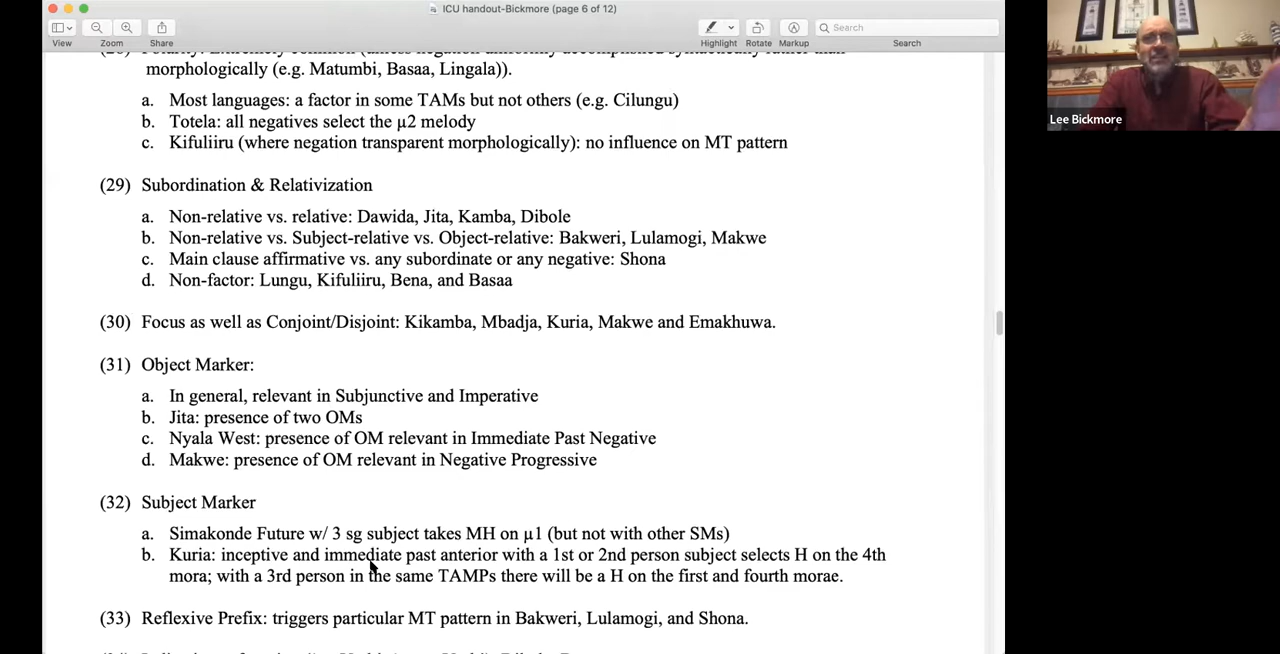 ICU handout-Bickmore (page 6 of 12)
View
Zoom
Share
Highlight
Rotate
Markup
Search
Search
morphologically (e.g. Matumbi, Basaa, Lingala)).
a. Most languages: a factor in some TAMs but not others (e.g. Cilungu)
b. Totela: all negatives select the μ2 melody
c. Kifuliiru (where negation transparent morphologically): no influence on MT pattern
(29) Subordination & Relativization
a. Non-relative vs. relative: Dawida, Jita, Kamba, Dibole
b. Non-relative vs. Subject-relative vs. Object-relative: Bakweri, Lulamogi, Makwe
c. Main clause affirmative vs. any subordinate or any negative: Shona
d. Non-factor: Lungu, Kifuliiru, Bena, and Basaa
(30) Focus as well as Conjoint/Disjoint: Kikamba, Mbadja, Kuria, Makwe and Emakhuwa.
(31) Object Marker:
a. In general, relevant in Subjunctive and Imperative
b. Jita: presence of two OMs
c. Nyala West: presence of OM relevant in Immediate Past Negative
d. Makwe: presence of OM relevant in Negative Progressive
(32) Subject Marker
a. Simakonde Future w/ 3 sg subject takes MH on μ1 (but not with other SMs)
b. Kuria: inceptive and immediate past anterior with a 1st or 2nd person subject selects H on the 4th
mora; with a 3rd person in the same TAMPs there will be a H on the first and fourth morae.
(33) Reflexive Prefix: triggers particular MT pattern in Bakweri, Lulamogi, and Shona.
Lee Bickmore